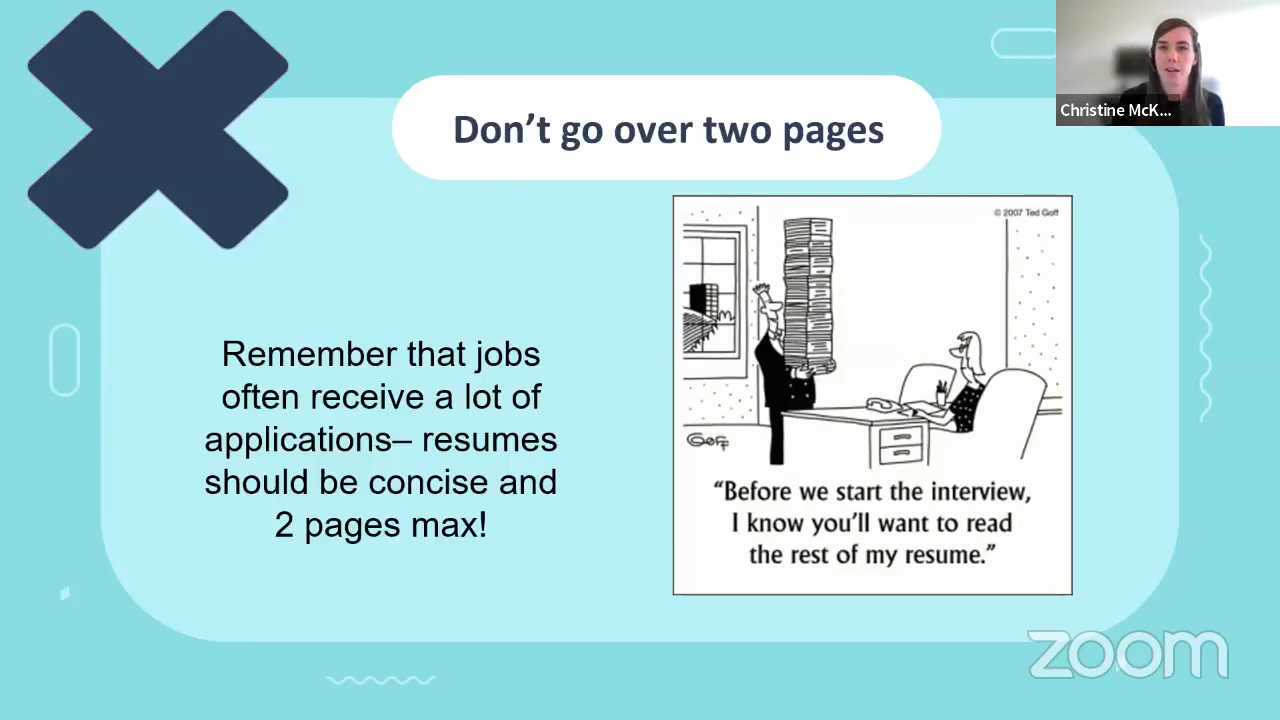 Don't go over two pages
Christine McK...
Remember that jobs
often receive a lot of
applications– resumes
should be concise and
2 pages max!
© 2007 Ted Goff
GOFF
“Before we start the interview,
I know you’ll want to read
the rest of my resume.”
zoom